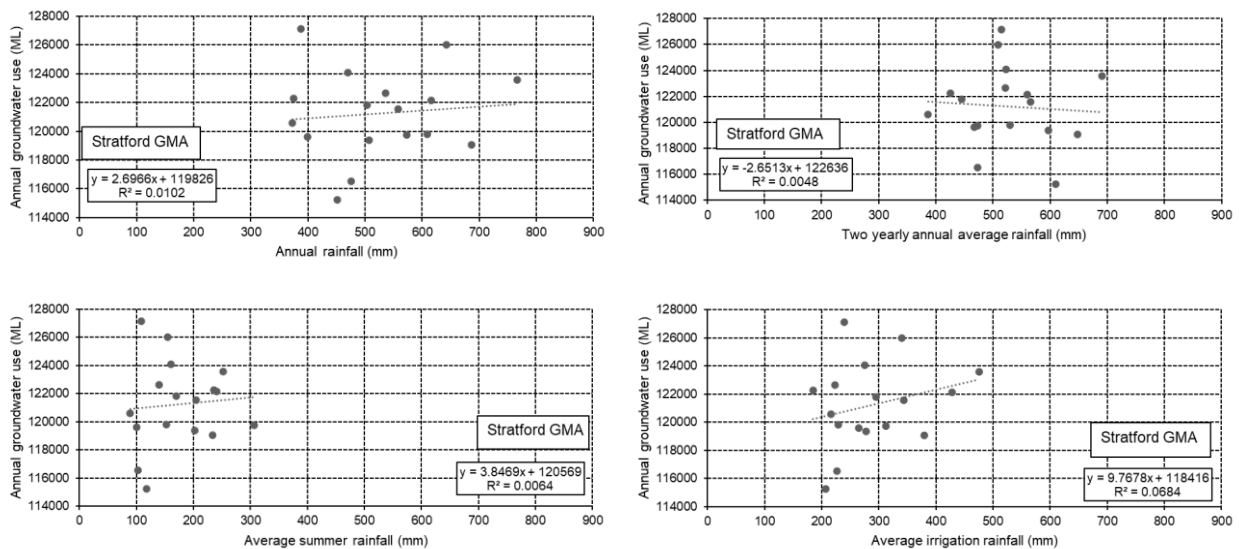 Annual groundwater use (ML)
128000
126000
124000
122000
120000
118000
116000
114000
Stratford GMA
y = 2.6966x + 119826
R² = 0.0102
0 100 200 300 400 500 600 700 800 900
Annual rainfall (mm)
Annual groundwater use (ML)
128000
126000
124000
122000
120000
118000
116000
114000
Stratford GMA
y = -2.6513x + 122636
R² = 0.0048
0 100 200 300 400 500 600 700 800 900
Two yearly annual average rainfall (mm)
Annual groundwater use (ML)
128000
126000
124000
122000
120000
118000
116000
114000
Stratford GMA
y = 3.8469x + 120569
R² = 0.0064
0 100 200 300 400 500 600 700 800 900
Average summer rainfall (mm)
Annual groundwater use (ML)
128000
126000
124000
122000
120000
118000
116000
114000
Stratford GMA
y = 9.7678x + 118416
R² = 0.0684
0 100 200 300 400 500 600 700 800 900
Average irrigation rainfall (mm)